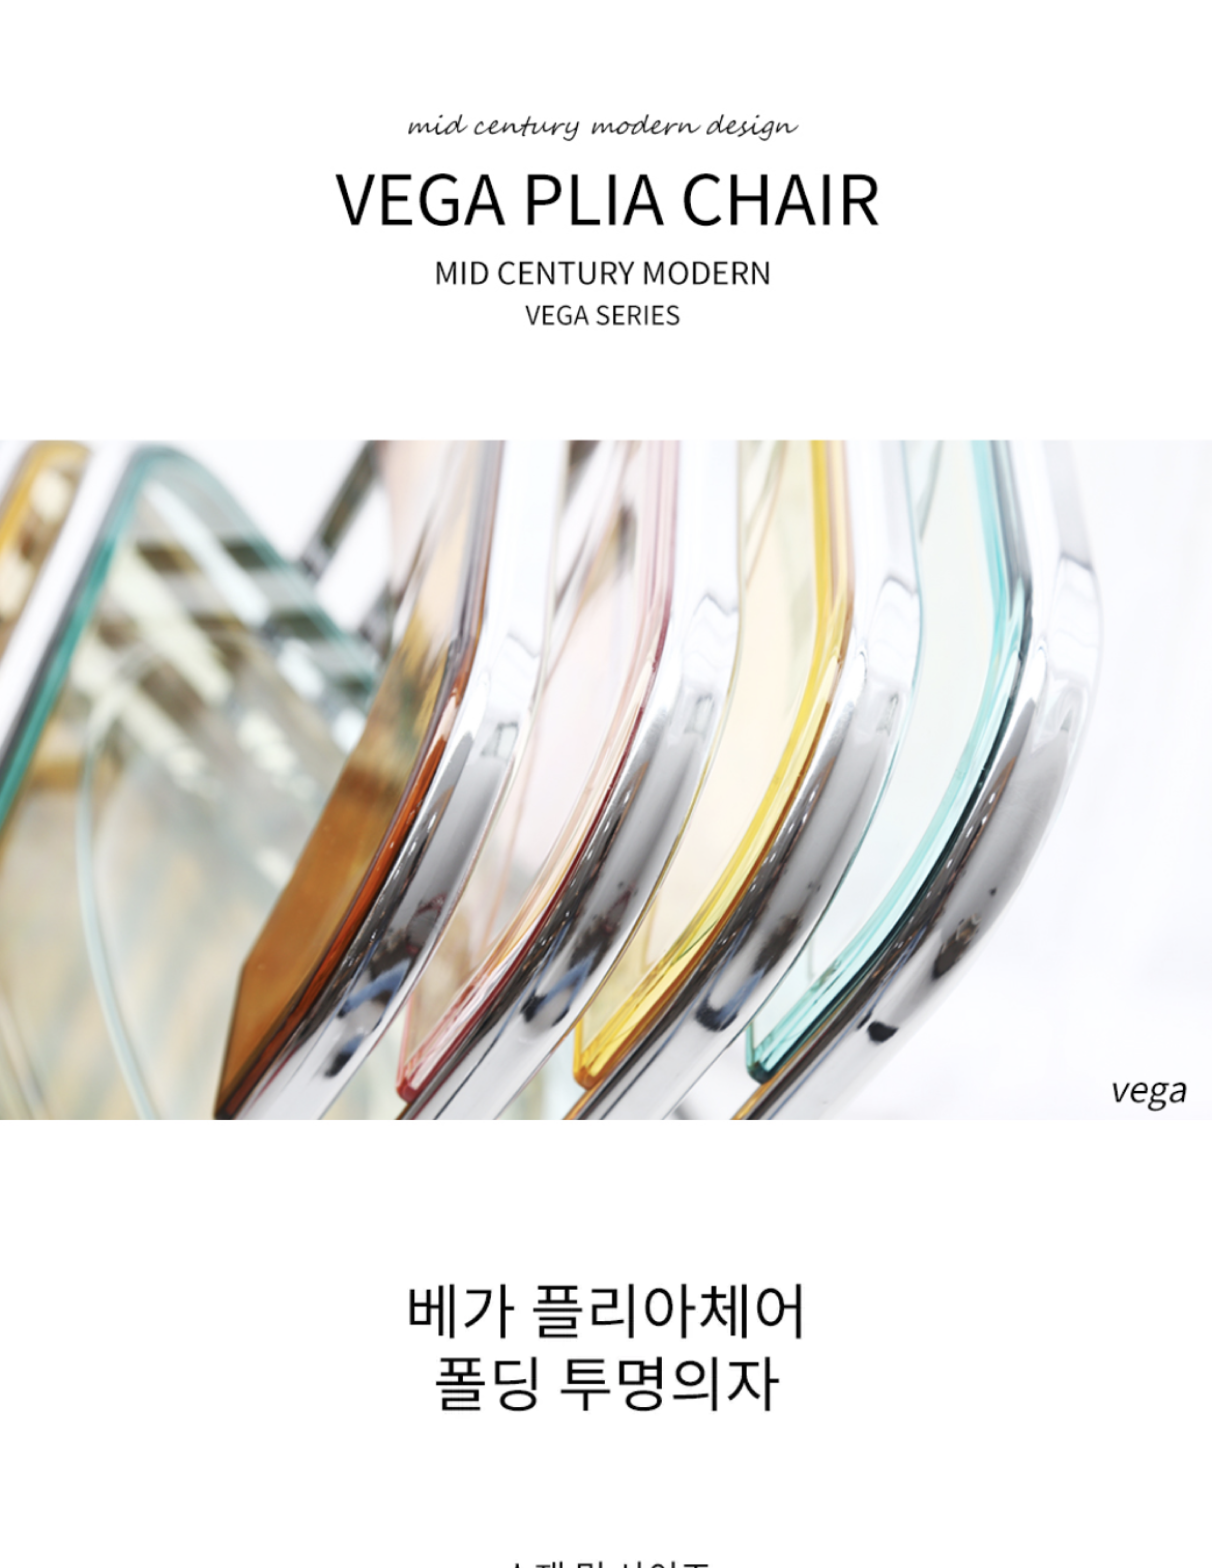 mid century modern design
VEGA PLIA CHAIR
MID CENTURY MODERN
VEGA SERIES
vega
베가 플리아체어
폴딩 투명의자